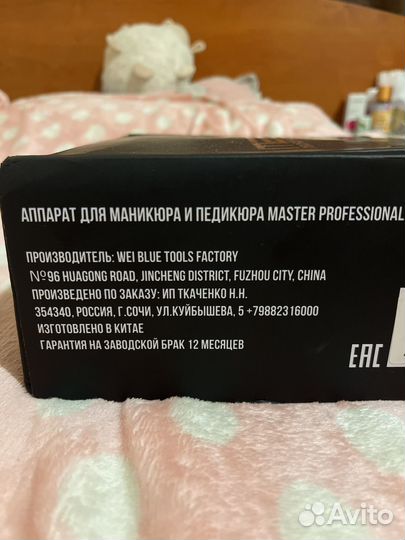 АППАРАТ ДЛЯ МАНИКЮРА И ПЕДИКЮРА MASTER PROFESSIONAL
ПРОИЗВОДИТЕЛЬ: WEI BLUE TOOLS FACTORY
№96 HUAGONG ROAD, JINCHENG DISTRICT, FUZHOU CITY, CHINA
ПРОИЗВЕДЕНО ПО ЗАКАЗУ: ИП ТКАЧЕНКО Н.Н.
354340, РОССИЯ, Г.СОЧИ, УЛ.КУЙБЫШЕВА, 5 +79882316000
ИЗГОТОВЛЕНО В КИТАЕ
ГАРАНТИЯ НА ЗАВОДСКОЙ БРАК 12 МЕСЯЦЕВ
EAC
Avito